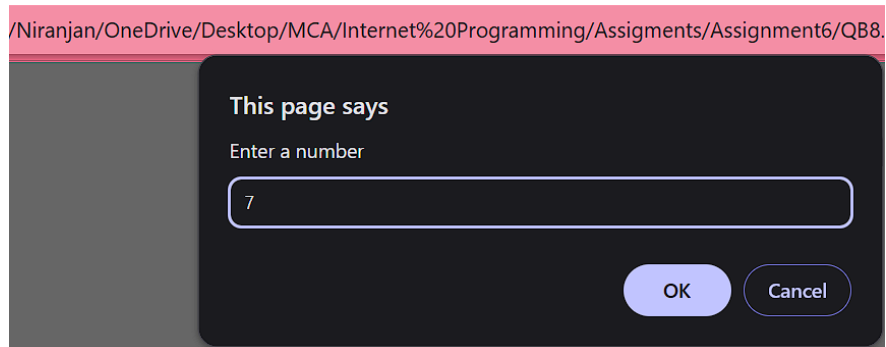 /Niranjan/OneDrive/Desktop/MCA/Internet%20Programming/Assigments/Assignment6/QB8.
This page says
Enter a number
7
OK Cancel